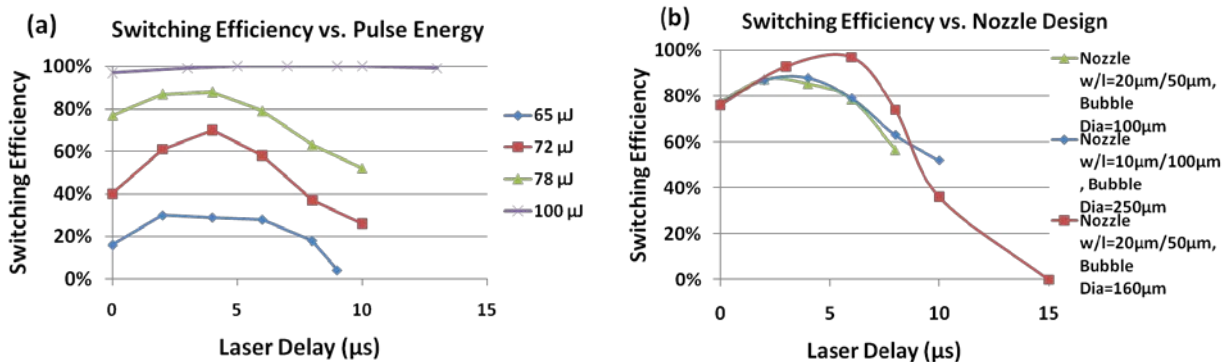 (a)
Switching Efficiency vs. Pulse Energy
Switching Efficiency
100%
80%
60%
40%
20%
0%
0
5
10
15
Laser Delay (µs)
65 µJ
72 µJ
78 µJ
100 µJ
(b)
Switching Efficiency vs. Nozzle Design
Switching Efficiency
100%
80%
60%
40%
20%
0%
0
5
10
15
Laser Delay (µs)
Nozzle
w/l=20µm/50µm,
Bubble
Dia=100µm
Nozzle
w/l=10µm/100µm
, Bubble
Dia=250µm
Nozzle
w/l=20µm/50µm,
Bubble
Dia=160µm